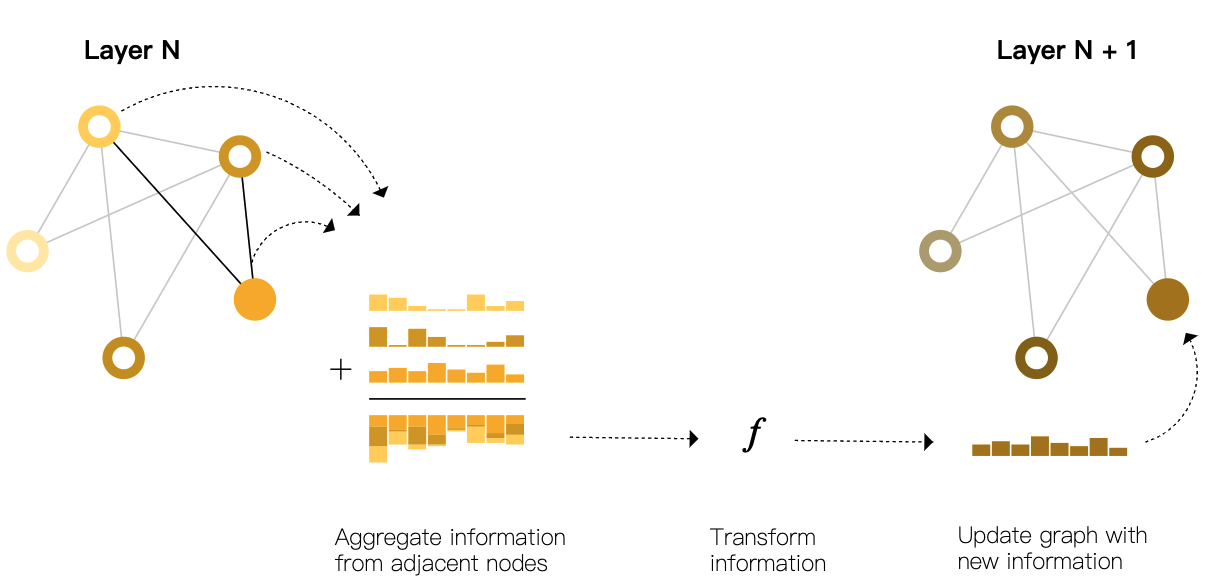 Layer N
Layer N + 1
+
f
Aggregate information
from adjacent nodes
Transform
information
Update graph with
new information